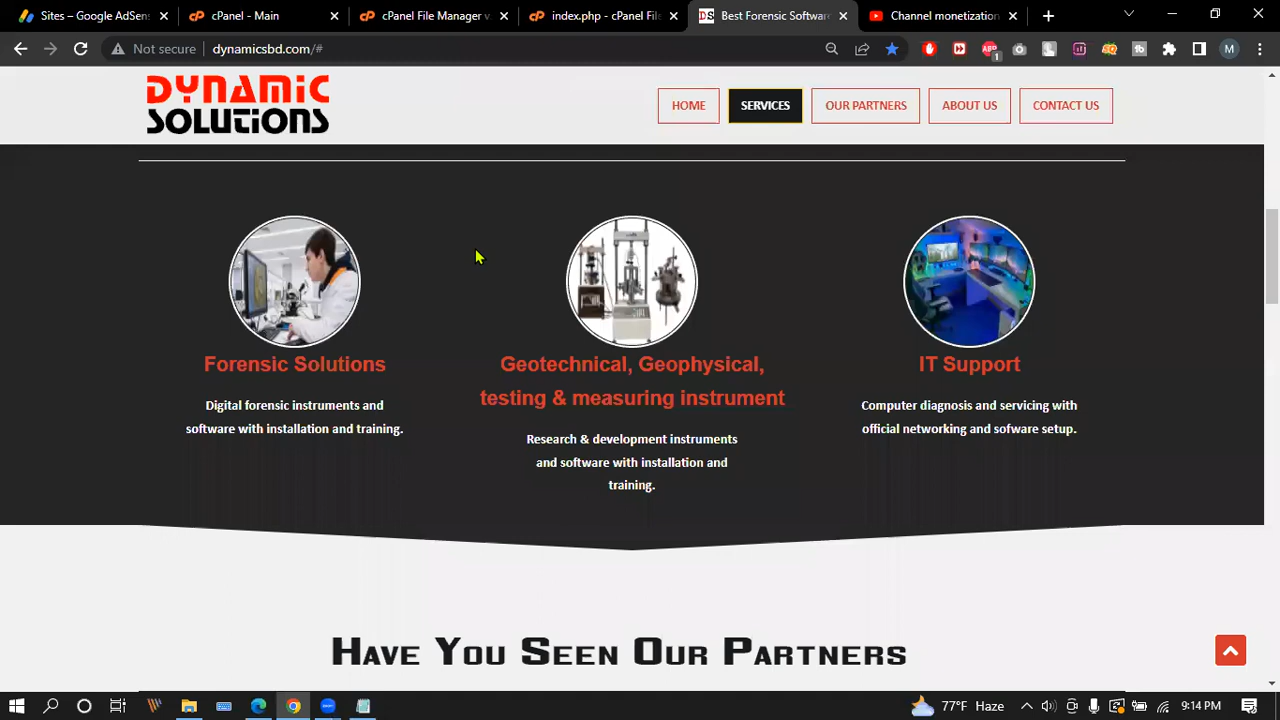 Sites – Google AdSens
cPanel - Main
cPanel File Manager v
index.php - cPanel File
DS
Best Forensic Software
Channel monetization
Not secure
dynamicsbd.com/#
1
M
DYNAMIC
SOLUTIONS
HOME
SERVICES
OUR PARTNERS
ABOUT US
CONTACT US
Forensic Solutions
Digital forensic instruments and
software with installation and training.
Geotechnical, Geophysical,
testing & measuring instrument
Research & development instruments
and software with installation and
training.
IT Support
Computer diagnosis and servicing with
official networking and sofware setup.
Have You Seen Our Partners
77°F Haze
9:14 PM